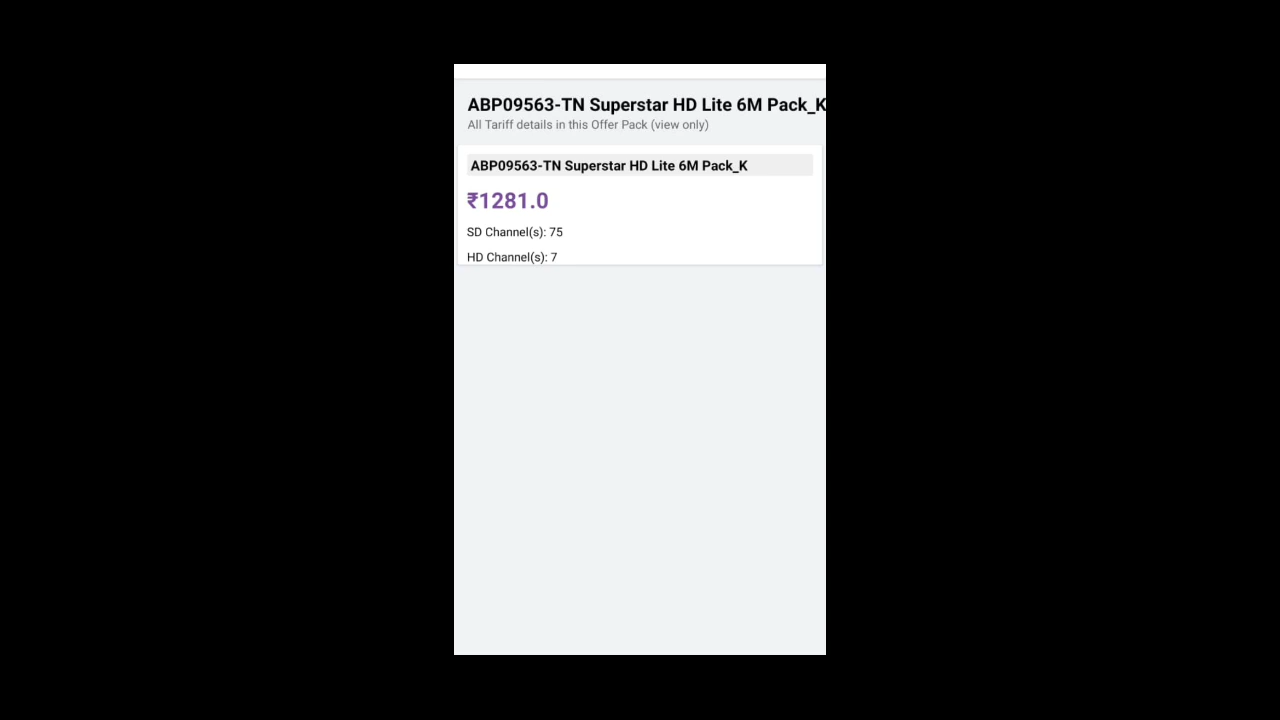 ABP09563-TN Superstar HD Lite 6M Pack_K
All Tariff details in this Offer Pack (view only)
ABP09563-TN Superstar HD Lite 6M Pack_K
₹1281.0
SD Channel(s): 75
HD Channel(s): 7